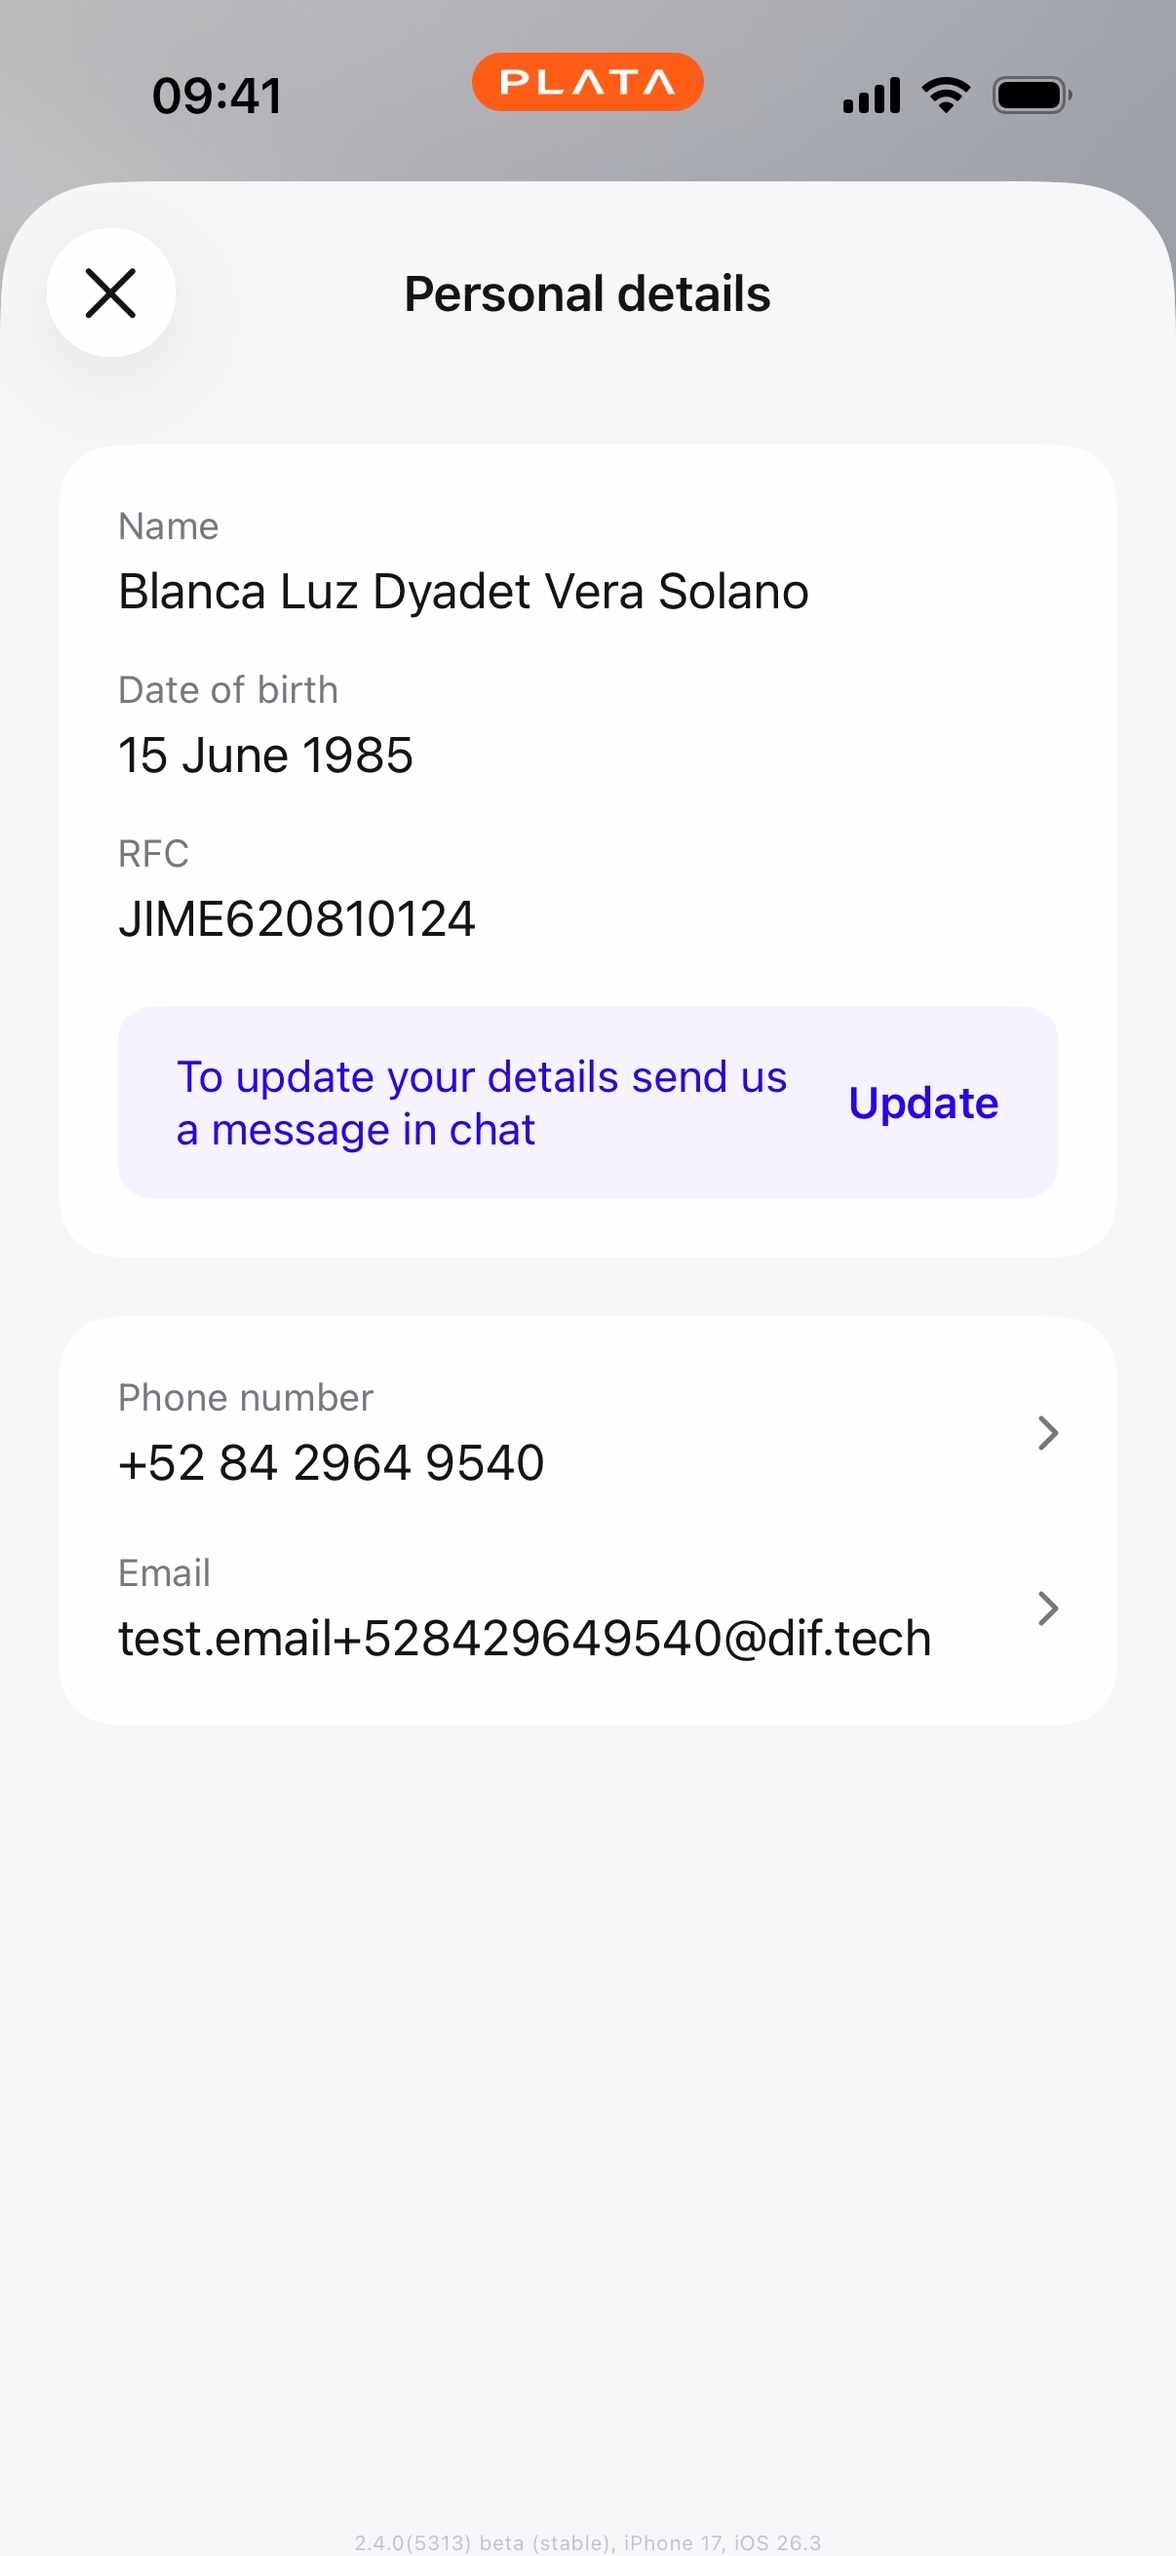 09:41
PLATA
Personal details
Name
Blanca Luz Dyadet Vera Solano
Date of birth
15 June 1985
RFC
JIME620810124
To update your details send us
a message in chat
Update
Phone number
+52 84 2964 9540
Email
test.email+528429649540@dif.tech
2.4.0(5313) beta (stable), iPhone 17, iOS 26.3